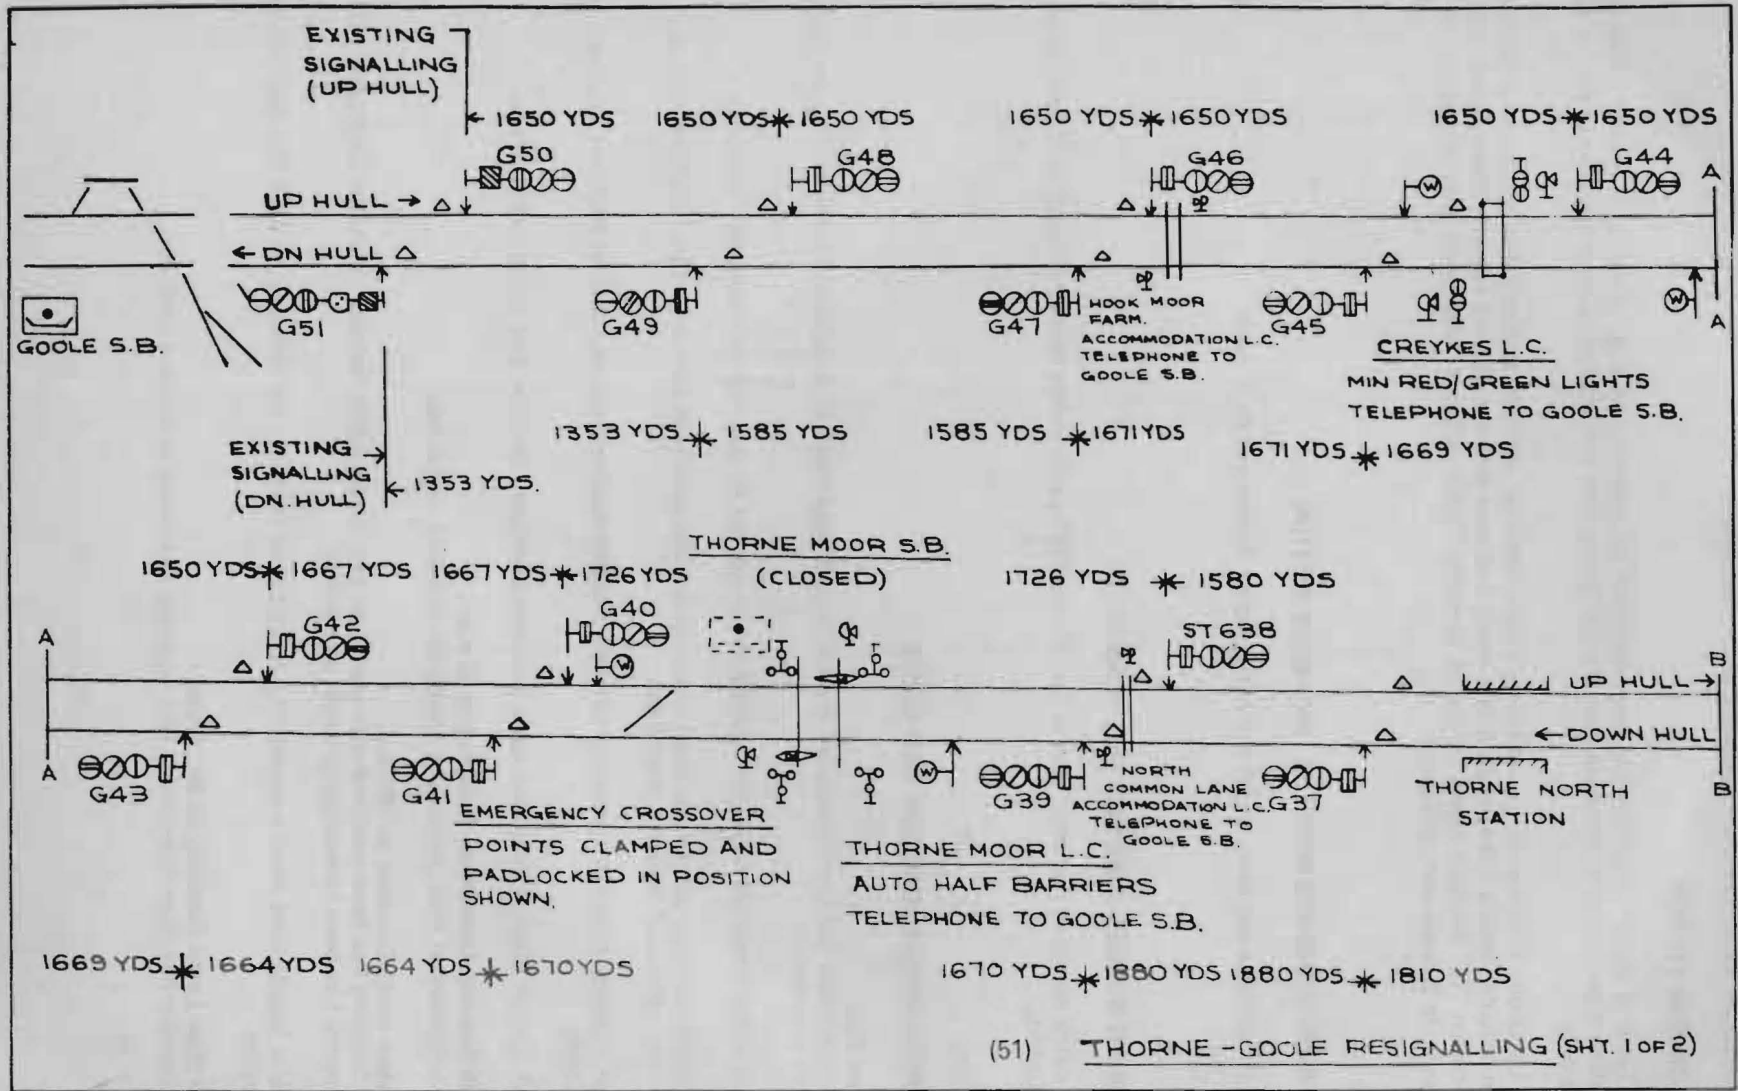 EXISTING
SIGNALLING
(UP HULL)
← 1650 YDS 1650 YDS 1650 YDS 1650 YDS 1650 YDS 1650 YDS 1650 YDS
G50 G48 G46 G44
W
A
UP HULL →
← DN HULL
G51 G49 G47 G45
W
A
GOOLE S.B.
HOOK MOOR
FARM.
ACCOMMODATION L.C.
TELEPHONE TO
GOOLE S.B.
CREYKES L.C.
MIN RED/GREEN LIGHTS
TELEPHONE TO GOOLE S.B.
1353 YDS 1585 YDS 1585 YDS 1671 YDS
1671 YDS 1669 YDS
EXISTING
SIGNALLING
(DN. HULL)
← 1353 YDS.
THORNE MOOR S.B.
(CLOSED)
1650 YDS 1667 YDS 1667 YDS 1726 YDS 1726 YDS 1580 YDS
A G42 G40 ST 638 B
W
UP HULL →
← DOWN HULL
A G43 G41 W G39 G37 B
EMERGENCY CROSSOVER
POINTS CLAMPED AND
PADLOCKED IN POSITION
SHOWN.
NORTH
COMMON LANE
ACCOMMODATION L.C.
TELEPHONE TO
GOOLE S.B.
THORNE NORTH
STATION
THORNE MOOR L.C.
AUTO HALF BARRIERS
TELEPHONE TO GOOLE S.B.
1669 YDS 1664 YDS 1664 YDS 1670 YDS 1670 YDS 1880 YDS 1880 YDS 1810 YDS
(51) THORNE - GOOLE RESIGNALLING (SHT. 1 OF 2)